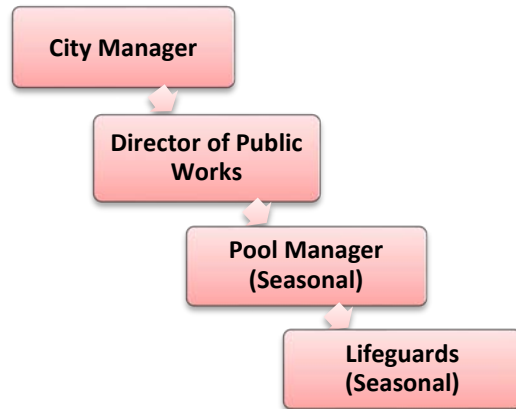 City Manager
Director of Public
Works
Pool Manager
(Seasonal)
Lifeguards
(Seasonal)